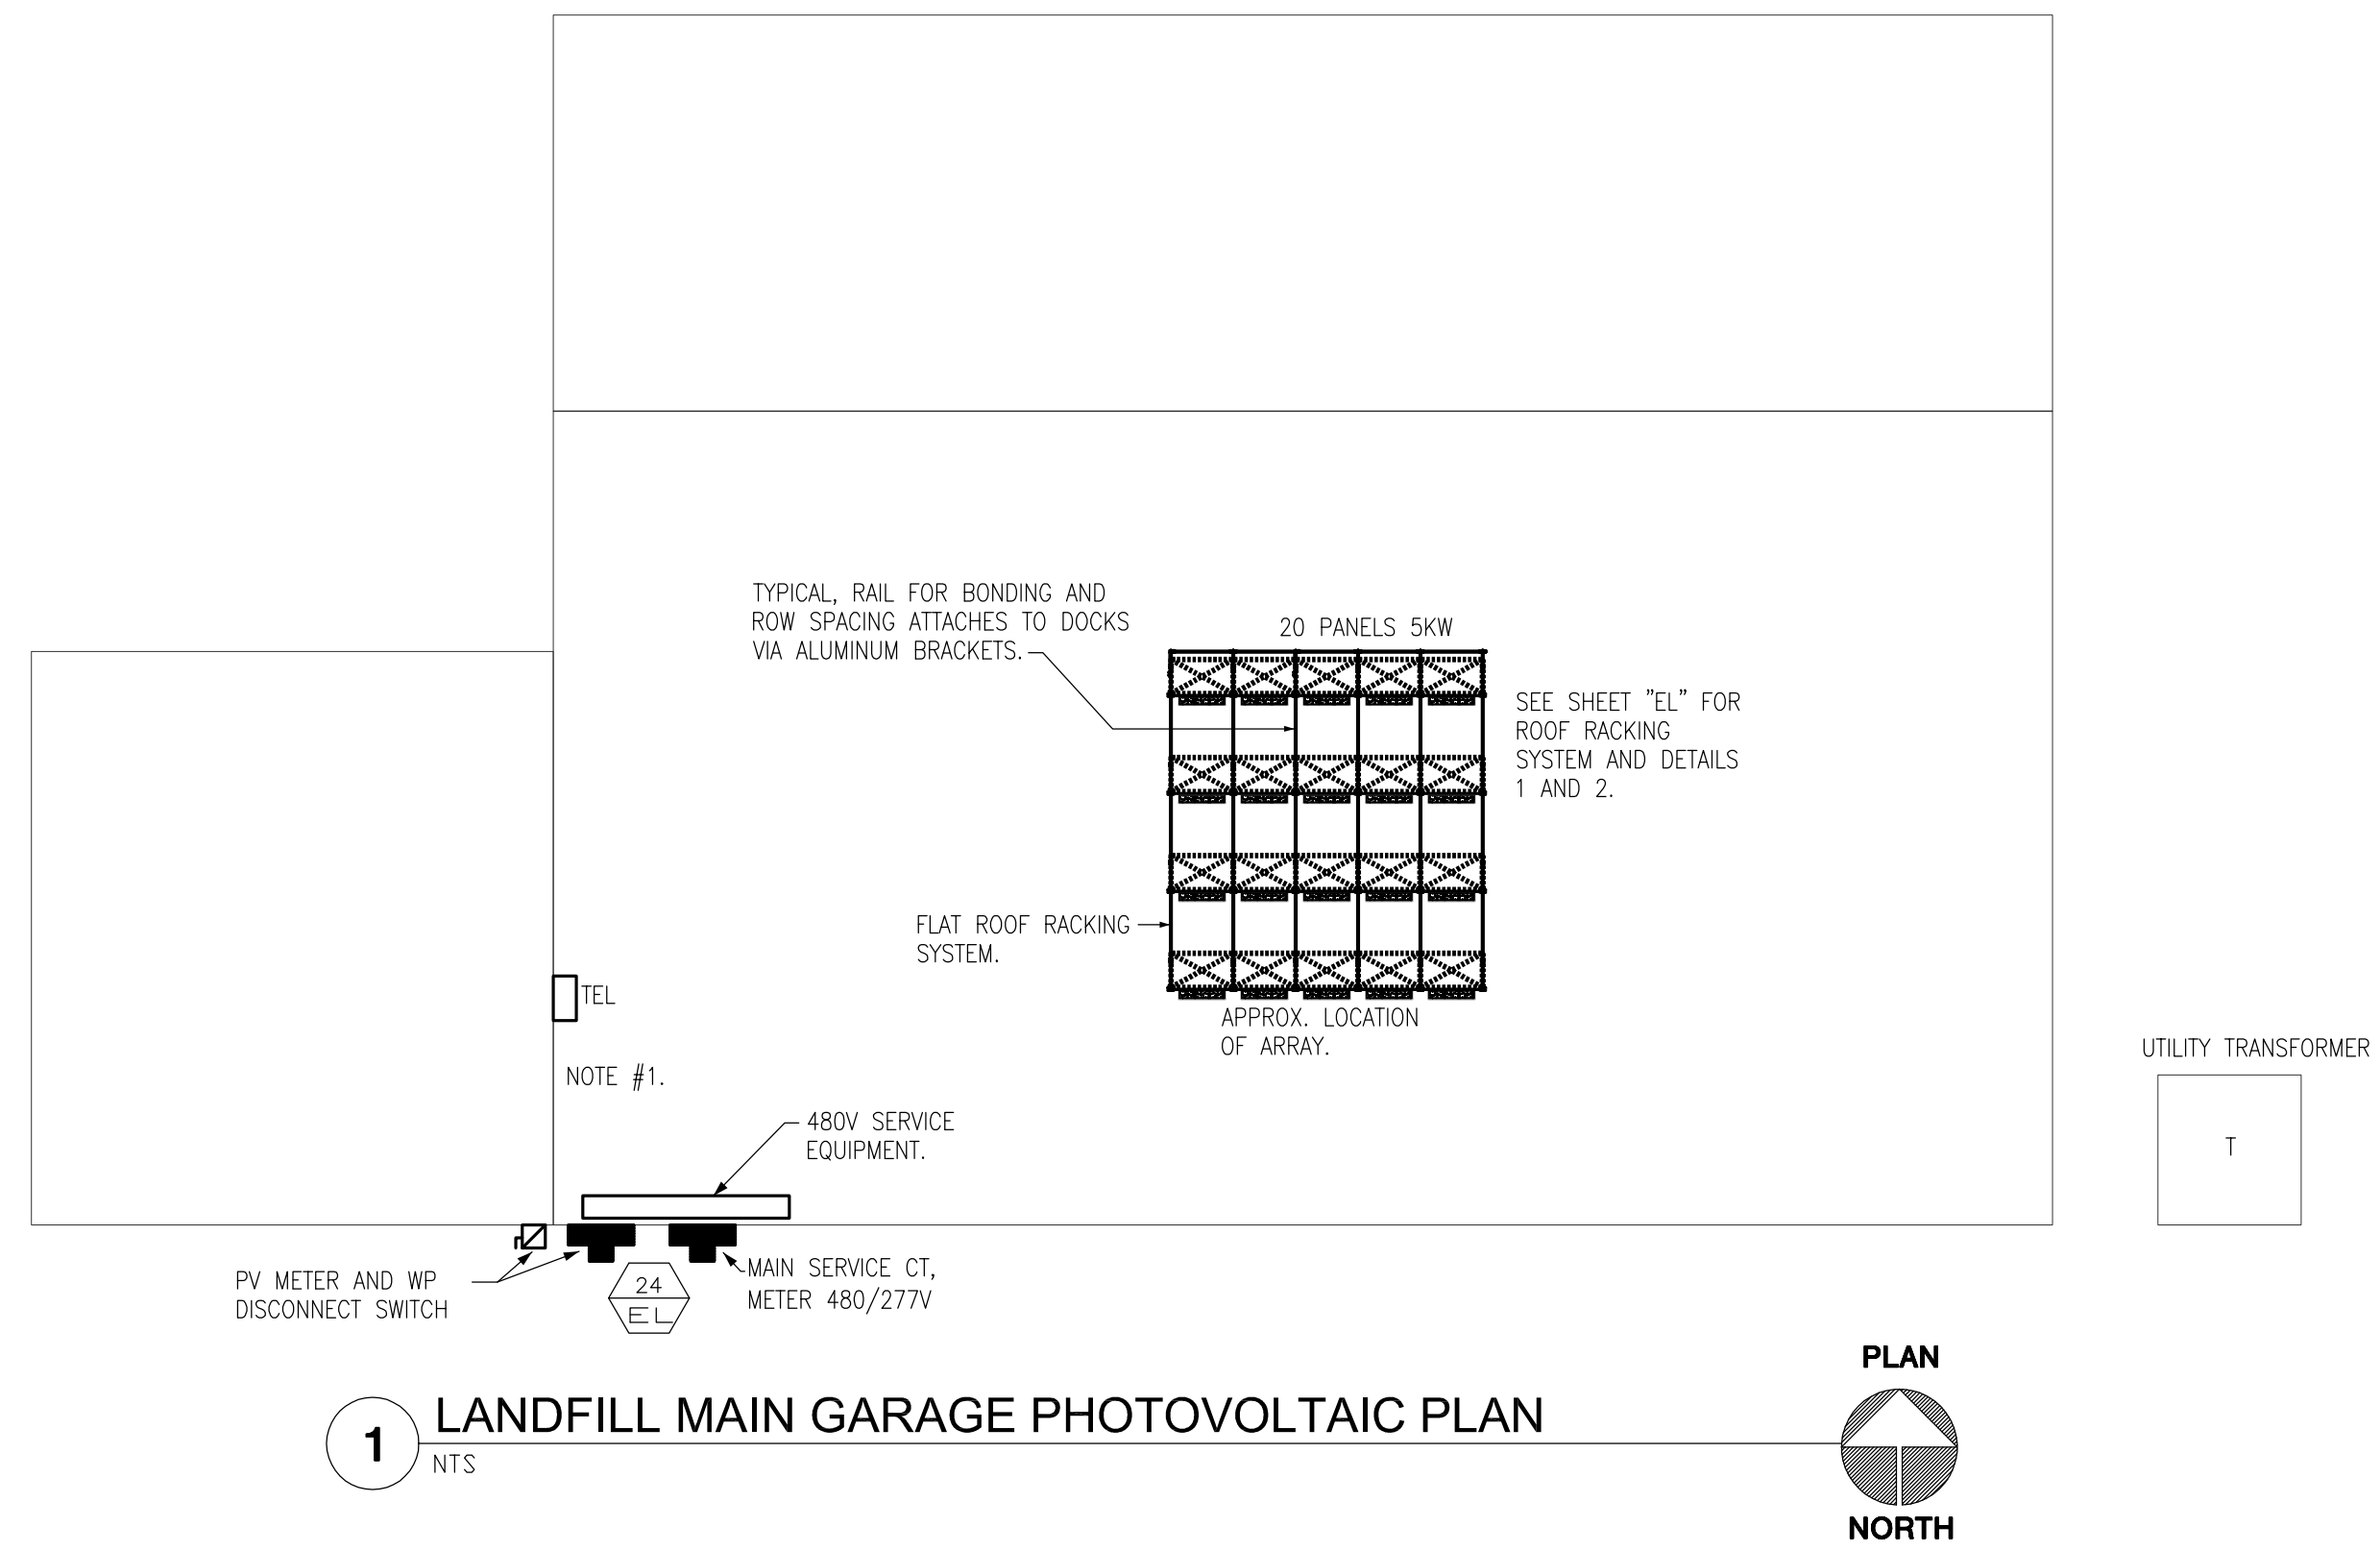 TYPICAL, RAIL FOR BONDING AND
ROW SPACING ATTACHES TO DOCKS
VIA ALUMINUM BRACKETS.
20 PANELS 5KW
SEE SHEET "EL" FOR
ROOF RACKING
SYSTEM AND DETAILS
1 AND 2.
FLAT ROOF RACKING
SYSTEM.
TEL
APPROX. LOCATION
OF ARRAY.
NOTE #1.
UTILITY TRANSFORMER
T
480V SERVICE
EQUIPMENT.
PV METER AND WP
DISCONNECT SWITCH
24
EL
MAIN SERVICE CT,
METER 480/277V
1
LANDFILL MAIN GARAGE PHOTOVOLTAIC PLAN
NTS
PLAN
NORTH